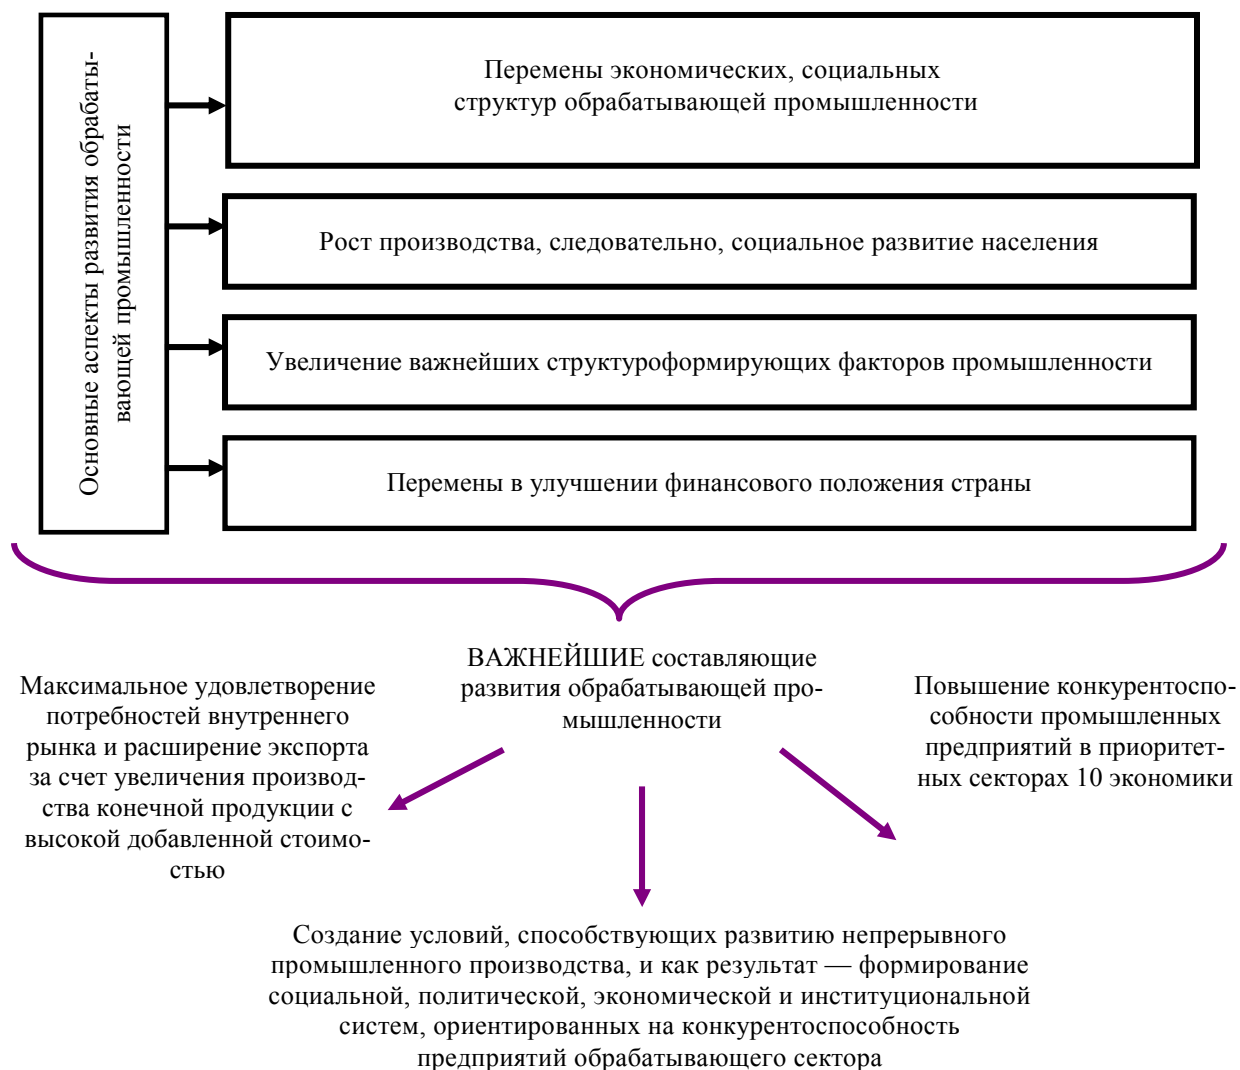 Основные аспекты развития обрабаты-
вающей промышленности
Перемены экономических, социальных
структур обрабатывающей промышленности
Рост производства, следовательно, социальное развитие населения
Увеличение важнейших структуроформирующих факторов промышленности
Перемены в улучшении финансового положения страны
ВАЖНЕЙШИЕ составляющие
развития обрабатывающей про-
мышленности
Максимальное удовлетворение
потребностей внутреннего
рынка и расширение экспорта
за счет увеличения производ-
ства конечной продукции с
высокой добавленной стоимо-
стью
Повышение конкурентоспо-
собности промышленных
предприятий в приоритет-
ных секторах 10 экономики
Создание условий, способствующих развитию непрерывного
промышленного производства, и как результат — формирование
социальной, политической, экономической и институциональной
систем, ориентированных на конкурентоспособность
предприятий обрабатывающего сектора